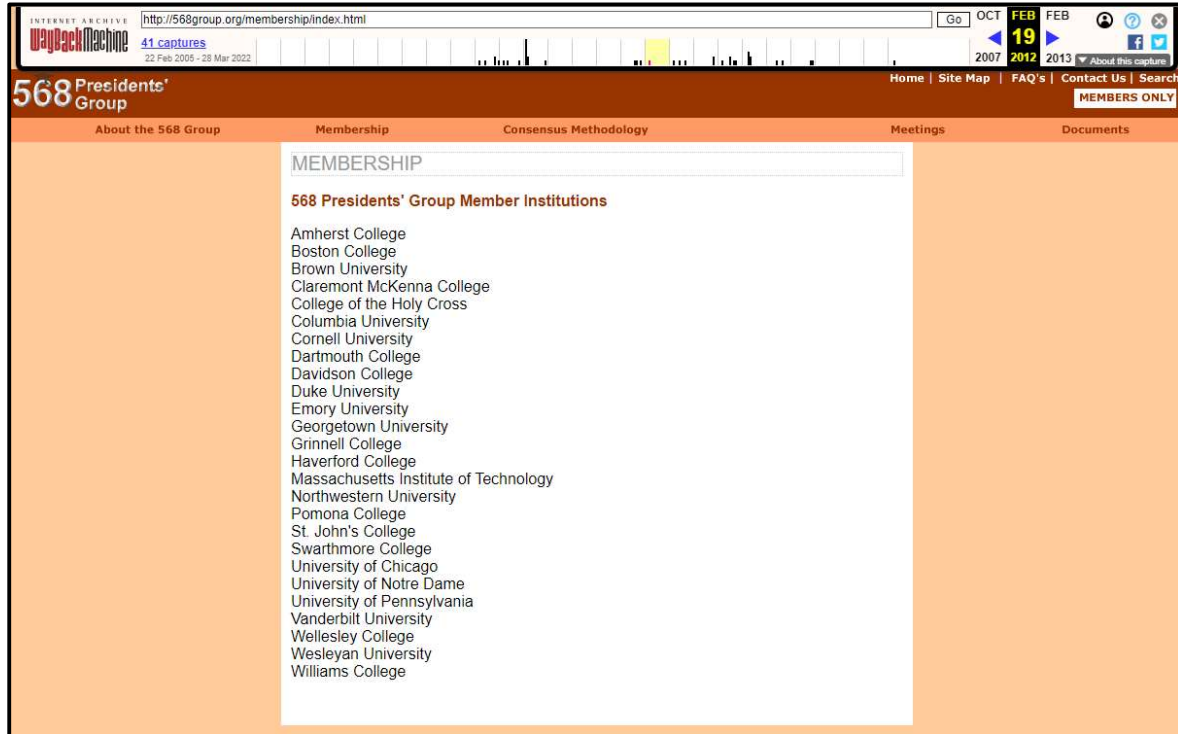 INTERNET ARCHIVE
WayBackMachine
http://568group.org/membership/index.html
Go
41 captures
22 Feb 2005 - 28 Mar 2022
OCT FEB FEB
19
2007 2012 2013
▼ About this capture
568 Presidents' Group
Home | Site Map | FAQ's | Contact Us | Search
MEMBERS ONLY
About the 568 Group Membership Consensus Methodology Meetings Documents
MEMBERSHIP
568 Presidents' Group Member Institutions
Amherst College
Boston College
Brown University
Claremont McKenna College
College of the Holy Cross
Columbia University
Cornell University
Dartmouth College
Davidson College
Duke University
Emory University
Georgetown University
Grinnell College
Haverford College
Massachusetts Institute of Technology
Northwestern University
Pomona College
St. John's College
Swarthmore College
University of Chicago
University of Notre Dame
University of Pennsylvania
Vanderbilt University
Wellesley College
Wesleyan University
Williams College